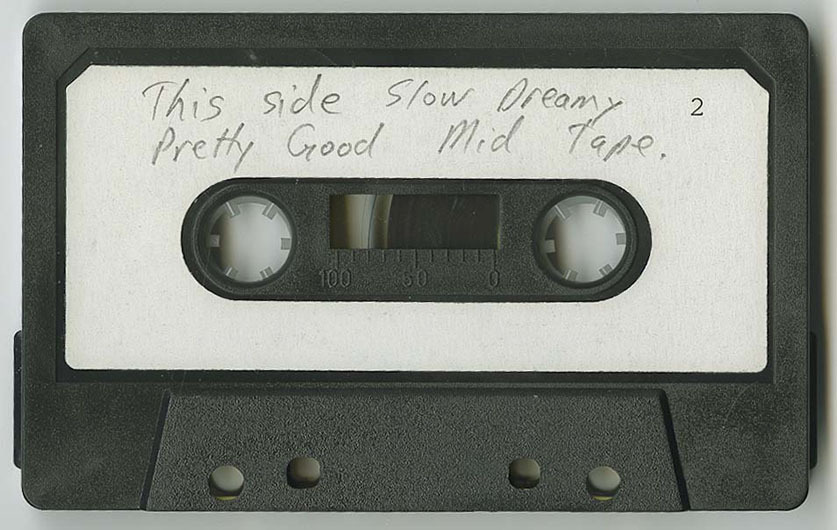 This side Slow Dreamy 2
Pretty Good Mid Tape.
100 50 0